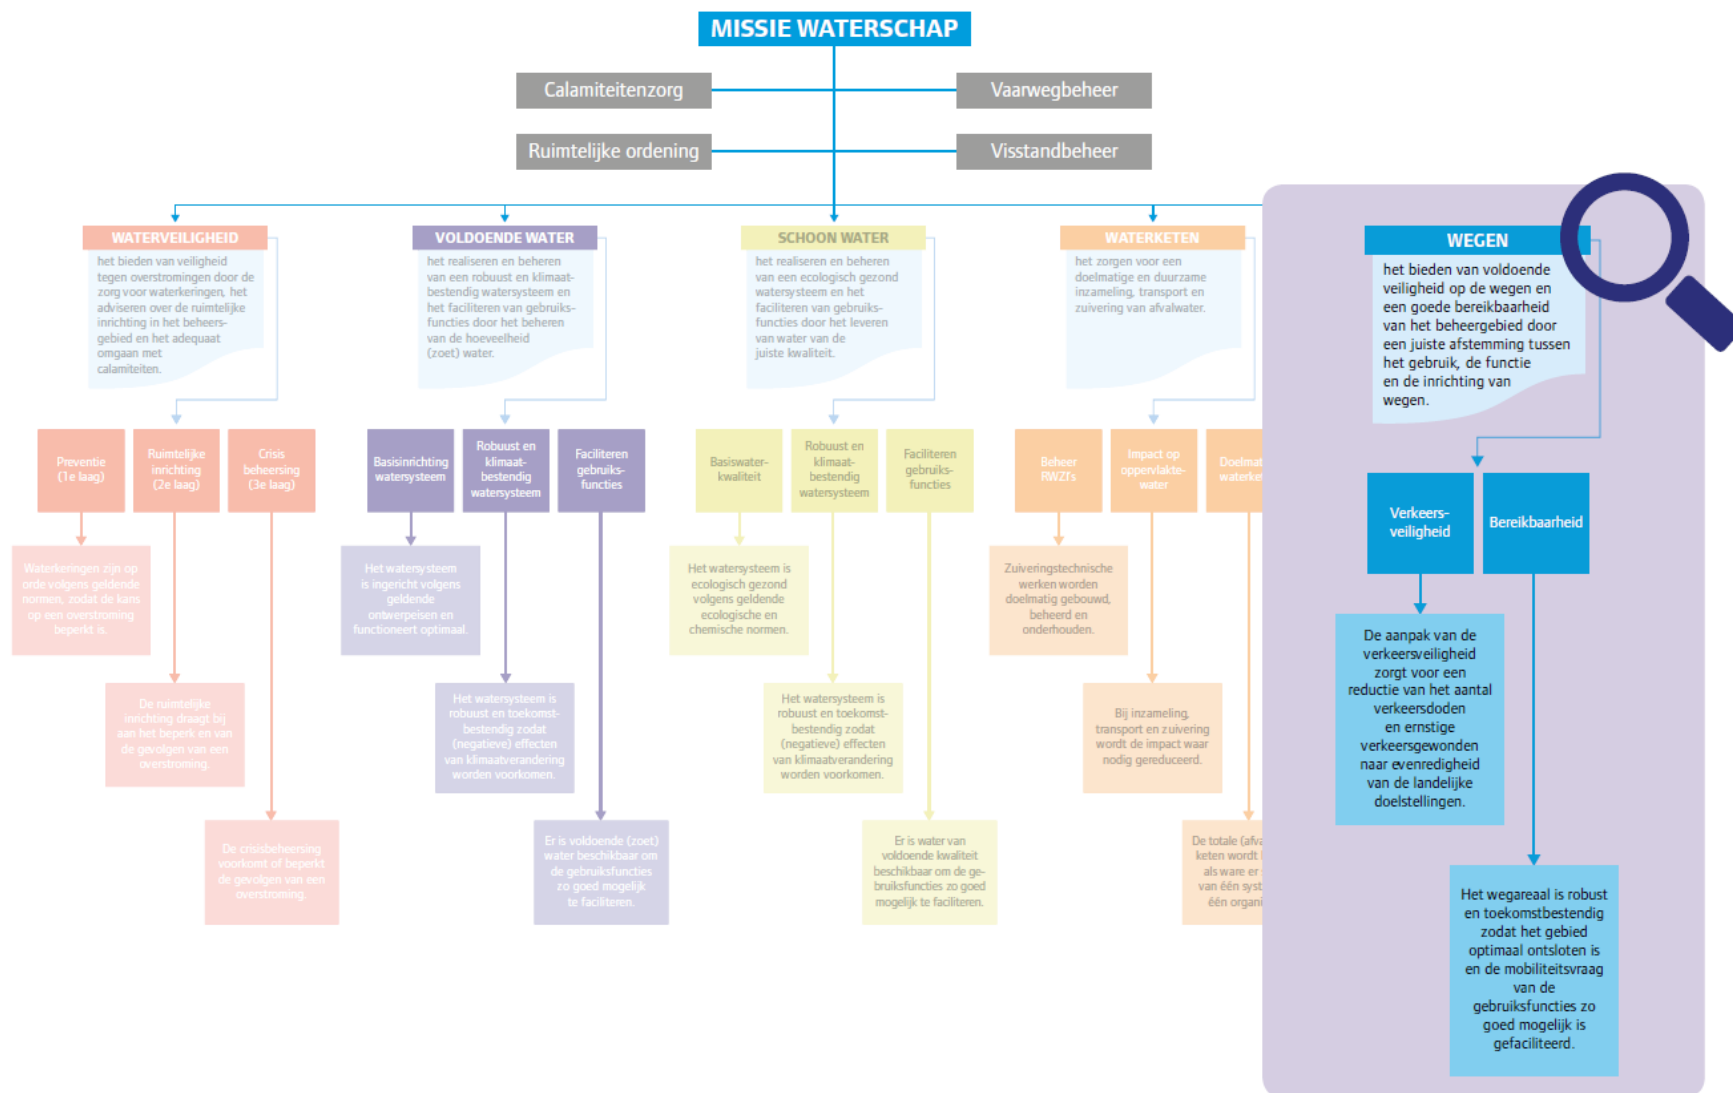 MISSIE WATERSCHAP
Calamiteitenzorg
Vaarwegbeheer
Ruimtelijke ordening
Visstandbeheer
WATERVEILIGHEID
het bieden van veiligheid
tegen overstromingen door de
zorg voor waterkeringen, het
adviseren over de ruimtelijke
inrichting in het beheers-
gebied en het adequaat
omgaan met
calamiteiten.
Preventie
(1e laag)
Ruimtelijke
inrichting
(2e laag)
Crisis
beheersing
(3e laag)
Waterkeringen zijn op
orde volgens geldende
normen, zodat de kans
op een overstroming
beperkt is.
De ruimtelijke
inrichting draagt bij
aan het beperk en van
de gevolgen van een
overstroming.
De crisisbeheersing
voorkomt of beperkt
de gevolgen van een
overstroming.
VOLDOENDE WATER
het realiseren en beheren
van een robuust en klimaat-
bestendig watersysteem en
het faciliteren van gebruiks-
functies door het beheren
van de hoeveelheid
(zoet) water.
Basisinrichting
watersysteem
Robuust en
klimaat-
bestendig
watersysteem
Faciliteren
gebruiks-
functies
Het watersysteem
is ingericht volgens
geldende
ontwerpeisen en
functioneert optimaal.
Het watersysteem is
robuust en toekomst-
bestendig zodat
(negatieve) effecten
van klimaatverandering
worden voorkomen.
Er is voldoende (zoet)
water beschikbaar om
de gebruiksfuncties
zo goed mogelijk
te faciliteren.
SCHOON WATER
het realiseren en beheren
van een ecologisch gezond
watersysteem en het
faciliteren van gebruiks-
functies door het leveren
van water van de
juiste kwaliteit.
Basiswater-
kwaliteit
Robuust en
klimaat-
bestendig
watersysteem
Faciliteren
gebruiks-
functies
Het watersysteem is
ecologisch gezond
volgens geldende
ecologische en
chemische normen.
Het watersysteem is
robuust en toekomst-
bestendig zodat
(negatieve) effecten
van klimaatverandering
worden voorkomen.
Er is water van
voldoende kwaliteit
beschikbaar om de ge-
bruiksfuncties zo goed
mogelijk te faciliteren.
WATERKETEN
het zorgen voor een
doelmatige en duurzame
inzameling, transport en
zuivering van afvalwater.
Beheer
RWZI's
Impact op
oppervlakte-
water
Doelmat
waterket
Zuiveringstechnische
werken worden
doelmatig gebouwd,
beheerd en
onderhouden.
Bij inzameling,
transport en zuivering
wordt de impact waar
nodig gereduceerd.
De totale (afva
keten wordt
als ware er
van één syst
één organi
WEGEN
het bieden van voldoende
veiligheid op de wegen en
een goede bereikbaarheid
van het beheergebied door
een juiste afstemming tussen
het gebruik, de functie
en de inrichting van
wegen.
Verkeers-
veiligheid
Bereikbaarheid
De aanpak van de
verkeersveiligheid
zorgt voor een
reductie van het aantal
verkeersdoden
en ernstige
verkeersgewonden
naar evenredigheid
van de landelijke
doelstellingen.
Het wegareaal is robust
en toekomstbestendig
zodat het gebied
optimaal ontsloten is
en de mobiliteitsvraag
van de
gebruiksfuncties zo
goed mogelijk is
gefaciliteerd.